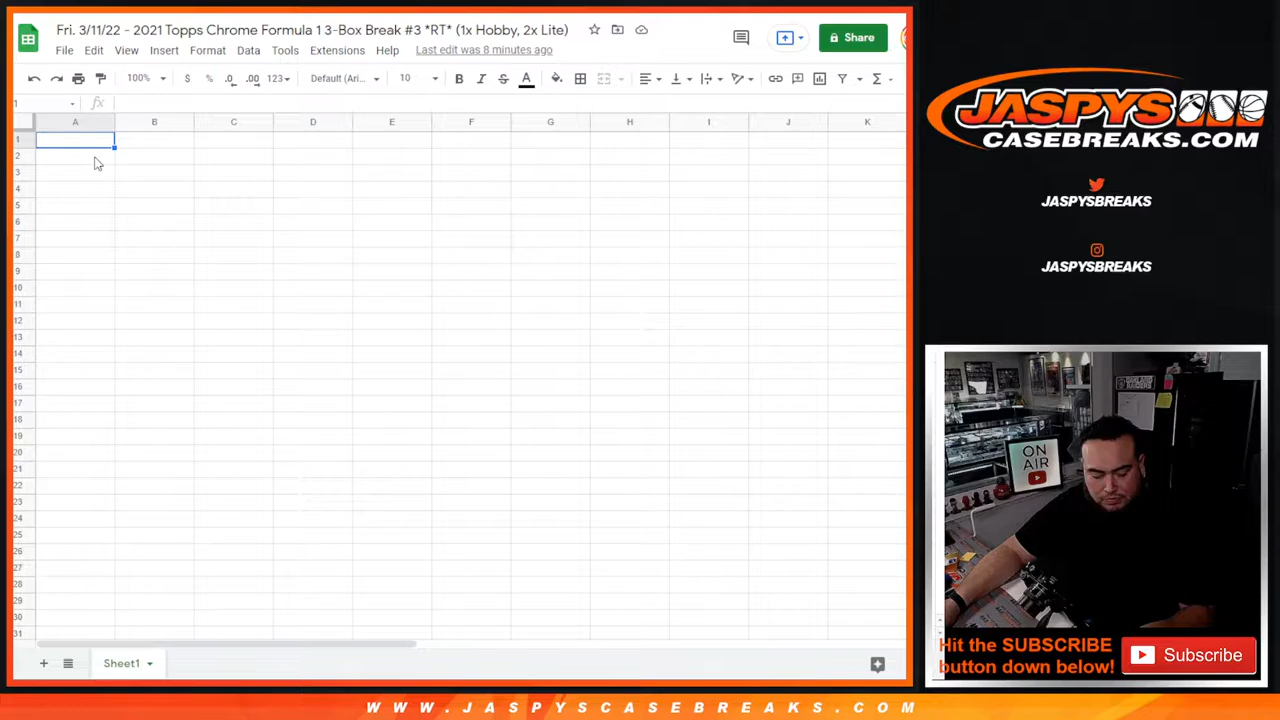 Fri. 3/11/22 - 2021 Topps Chrome Formula 1 3-Box Break #3 *RT* (1x Hobby, 2x Lite)
File Edit View Insert Format Data Tools Extensions Help Last edit was 8 minutes ago
Share
100% $ % .0 .00 123 Default (Ari... 10 B I S A
1 fx
A B C D E F G H I J K
1
2
3
4
5
6
7
8
9
10
11
12
13
14
15
16
17
18
19
20
21
22
23
24
25
26
27
28
29
30
31
+ Sheet1
JASPYS
CASEBREAKS.COM
JASPYSBREAKS
JASPYSBREAKS
OAKLAND
RAIDERS
ON
AIR
Hit the SUBSCRIBE
button down below!
Subscribe
WWW.JASPYSCASEBREAKS.COM